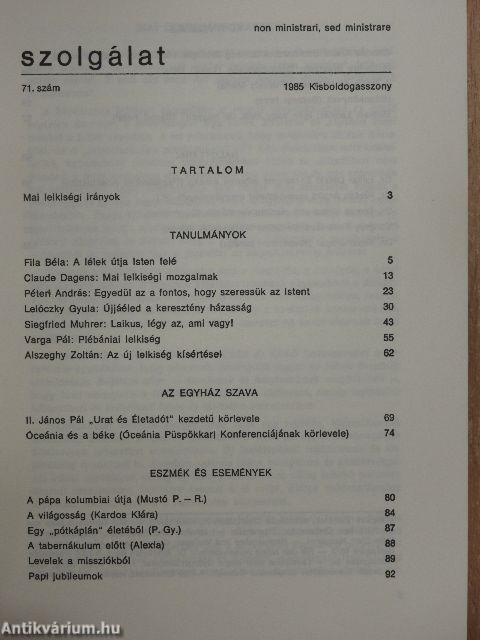 non ministrari, sed ministrare
szolgálat
71. szám 1985 Kisboldogasszony
TARTALOM
Mai lelkiségi irányok 3
TANULMÁNYOK
Fila Béla: A lélek útja Isten felé 5
Claude Dagens: Mai lelkiségi mozgalmak 13
Péteri András: Egyedül az a fontos, hogy szeressük az Istent 23
Lelóczky Gyula: Újjáéled a keresztény házasság 30
Siegfried Muhrer: Laikus, légy az, ami vagy! 43
Varga Pál: Plébániai lelkiség 55
Alszeghy Zoltán: Az új lelkiség kísértései 62
AZ EGYHÁZ SZAVA
II. János Pál „Urat és Életadót" kezdetű körlevele 69
Óceánia és a béke (Óceánia Püspökkari Konferenciájának körlevele) 74
ESZMÉK ÉS ESEMÉNYEK
A pápa kolumbiai útja (Mustó P. – R.) 80
A világosság (Kardos Klára) 84
Egy „pótkáplán" életéből (P. Gy.) 87
A tabernákulum előtt (Alexia) 88
Levelek a missziókból 89
Papi jubileumok 92
Antikvárium.hu